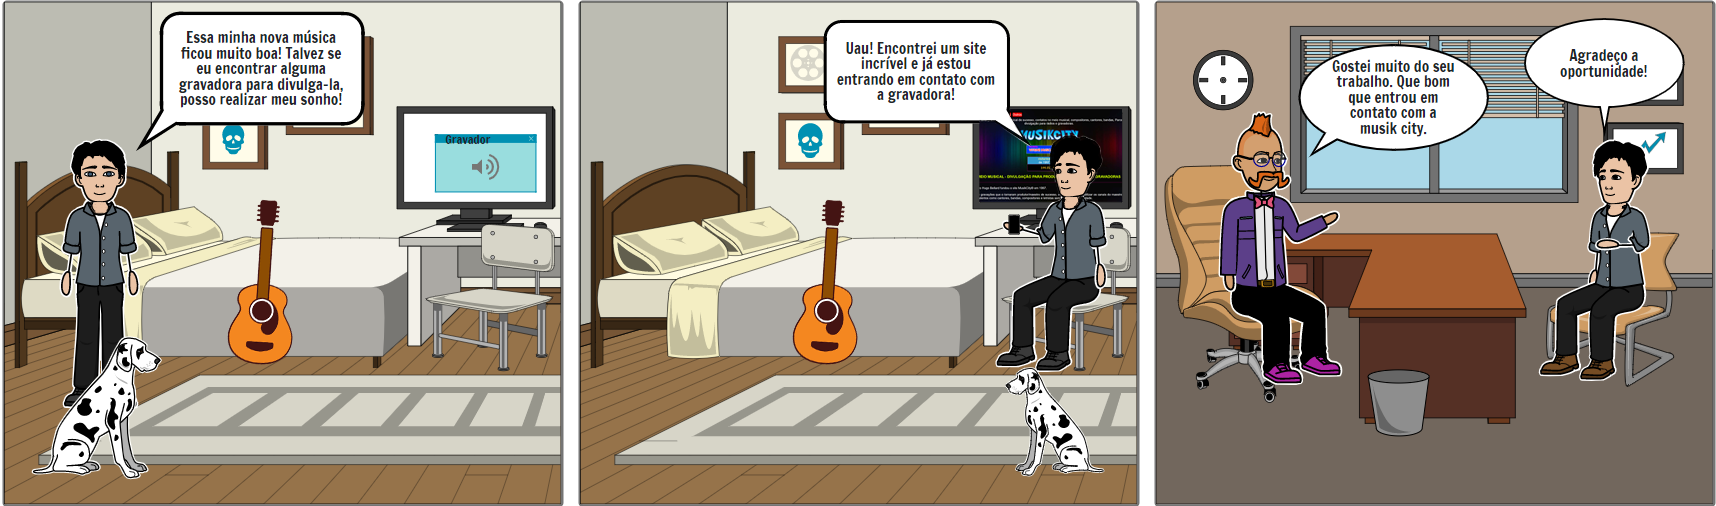 Essa minha nova música
ficou muito boa! Talvez se
eu encontrar alguma
gravadora para divulga-la,
posso realizar meu sonho!
Gravador
Uau! Encontrei um site
incrível e já estou
entrando em contato com
a gravadora!
MUSIKCITY
Gostei muito do seu
trabalho. Que bom
que entrou em
contato com a
musik city.
Agradeço a
oportunidade!